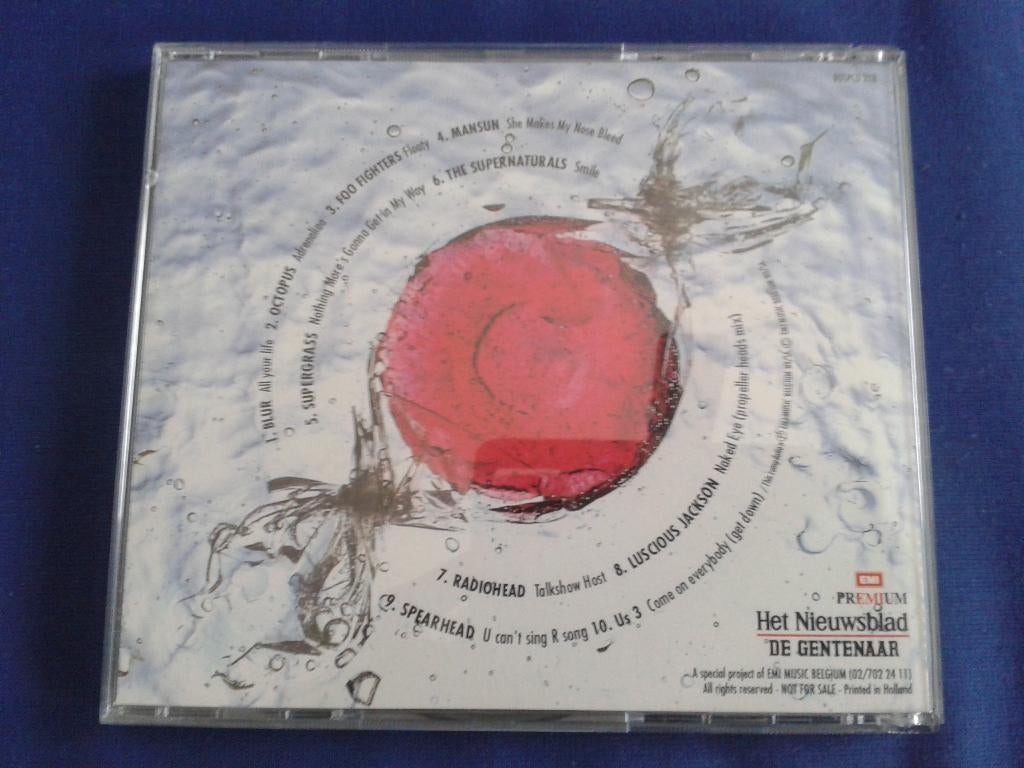 1. BLUR All your life 2. OCTOPUS Adrenalina 3. FOO FIGHTERS Floaty 4. MANSUN She Makes My Nose Bleed
5. SUPERGRASS Nothing More's Gonna Get in My Way 6. THE SUPERNATURALS Smile
7. RADIOHEAD Talkshow Host 8. LUSCIOUS JACKSON Naked Eye (propeller heads mix)
9. SPEARHEAD U can't sing R song 10. Us 3 Come on everybody (get down)
EMI
PREMIUM
Het Nieuwsblad
DE GENTENAAR
A special project of EMI MUSIC BELGIUM (02/702 24 11)
All rights reserved - NOT FOR SALE - Printed in Holland